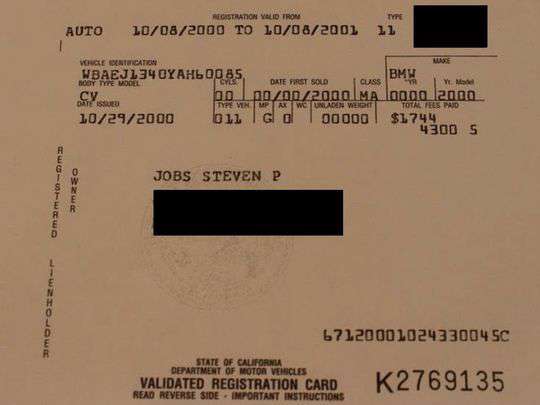 REGISTRATION VALID FROM TYPE
AUTO 10/08/2000 TO 10/08/2001 11
VEHICLE IDENTIFICATION MAKE
WBAEJ1340YAH60085 BMW
BODY TYPE MODEL CYLS. DATE FIRST SOLD CLASS *YR Yr. Model
CV 00 00/00/2000 MA 0000 2000
DATE ISSUED TYPE VEH. MP AX WC UNLADEN WEIGHT TOTAL FEES PAID
10/29/2000 011 G 0 00000 $1744
4300 S
REGISTERED OWNER
JOBS STEVEN P
LIENHOLDER
67120001024330045C
STATE OF CALIFORNIA
DEPARTMENT OF MOTOR VEHICLES
VALIDATED REGISTRATION CARD
READ REVERSE SIDE - IMPORTANT INSTRUCTIONS
K2769135